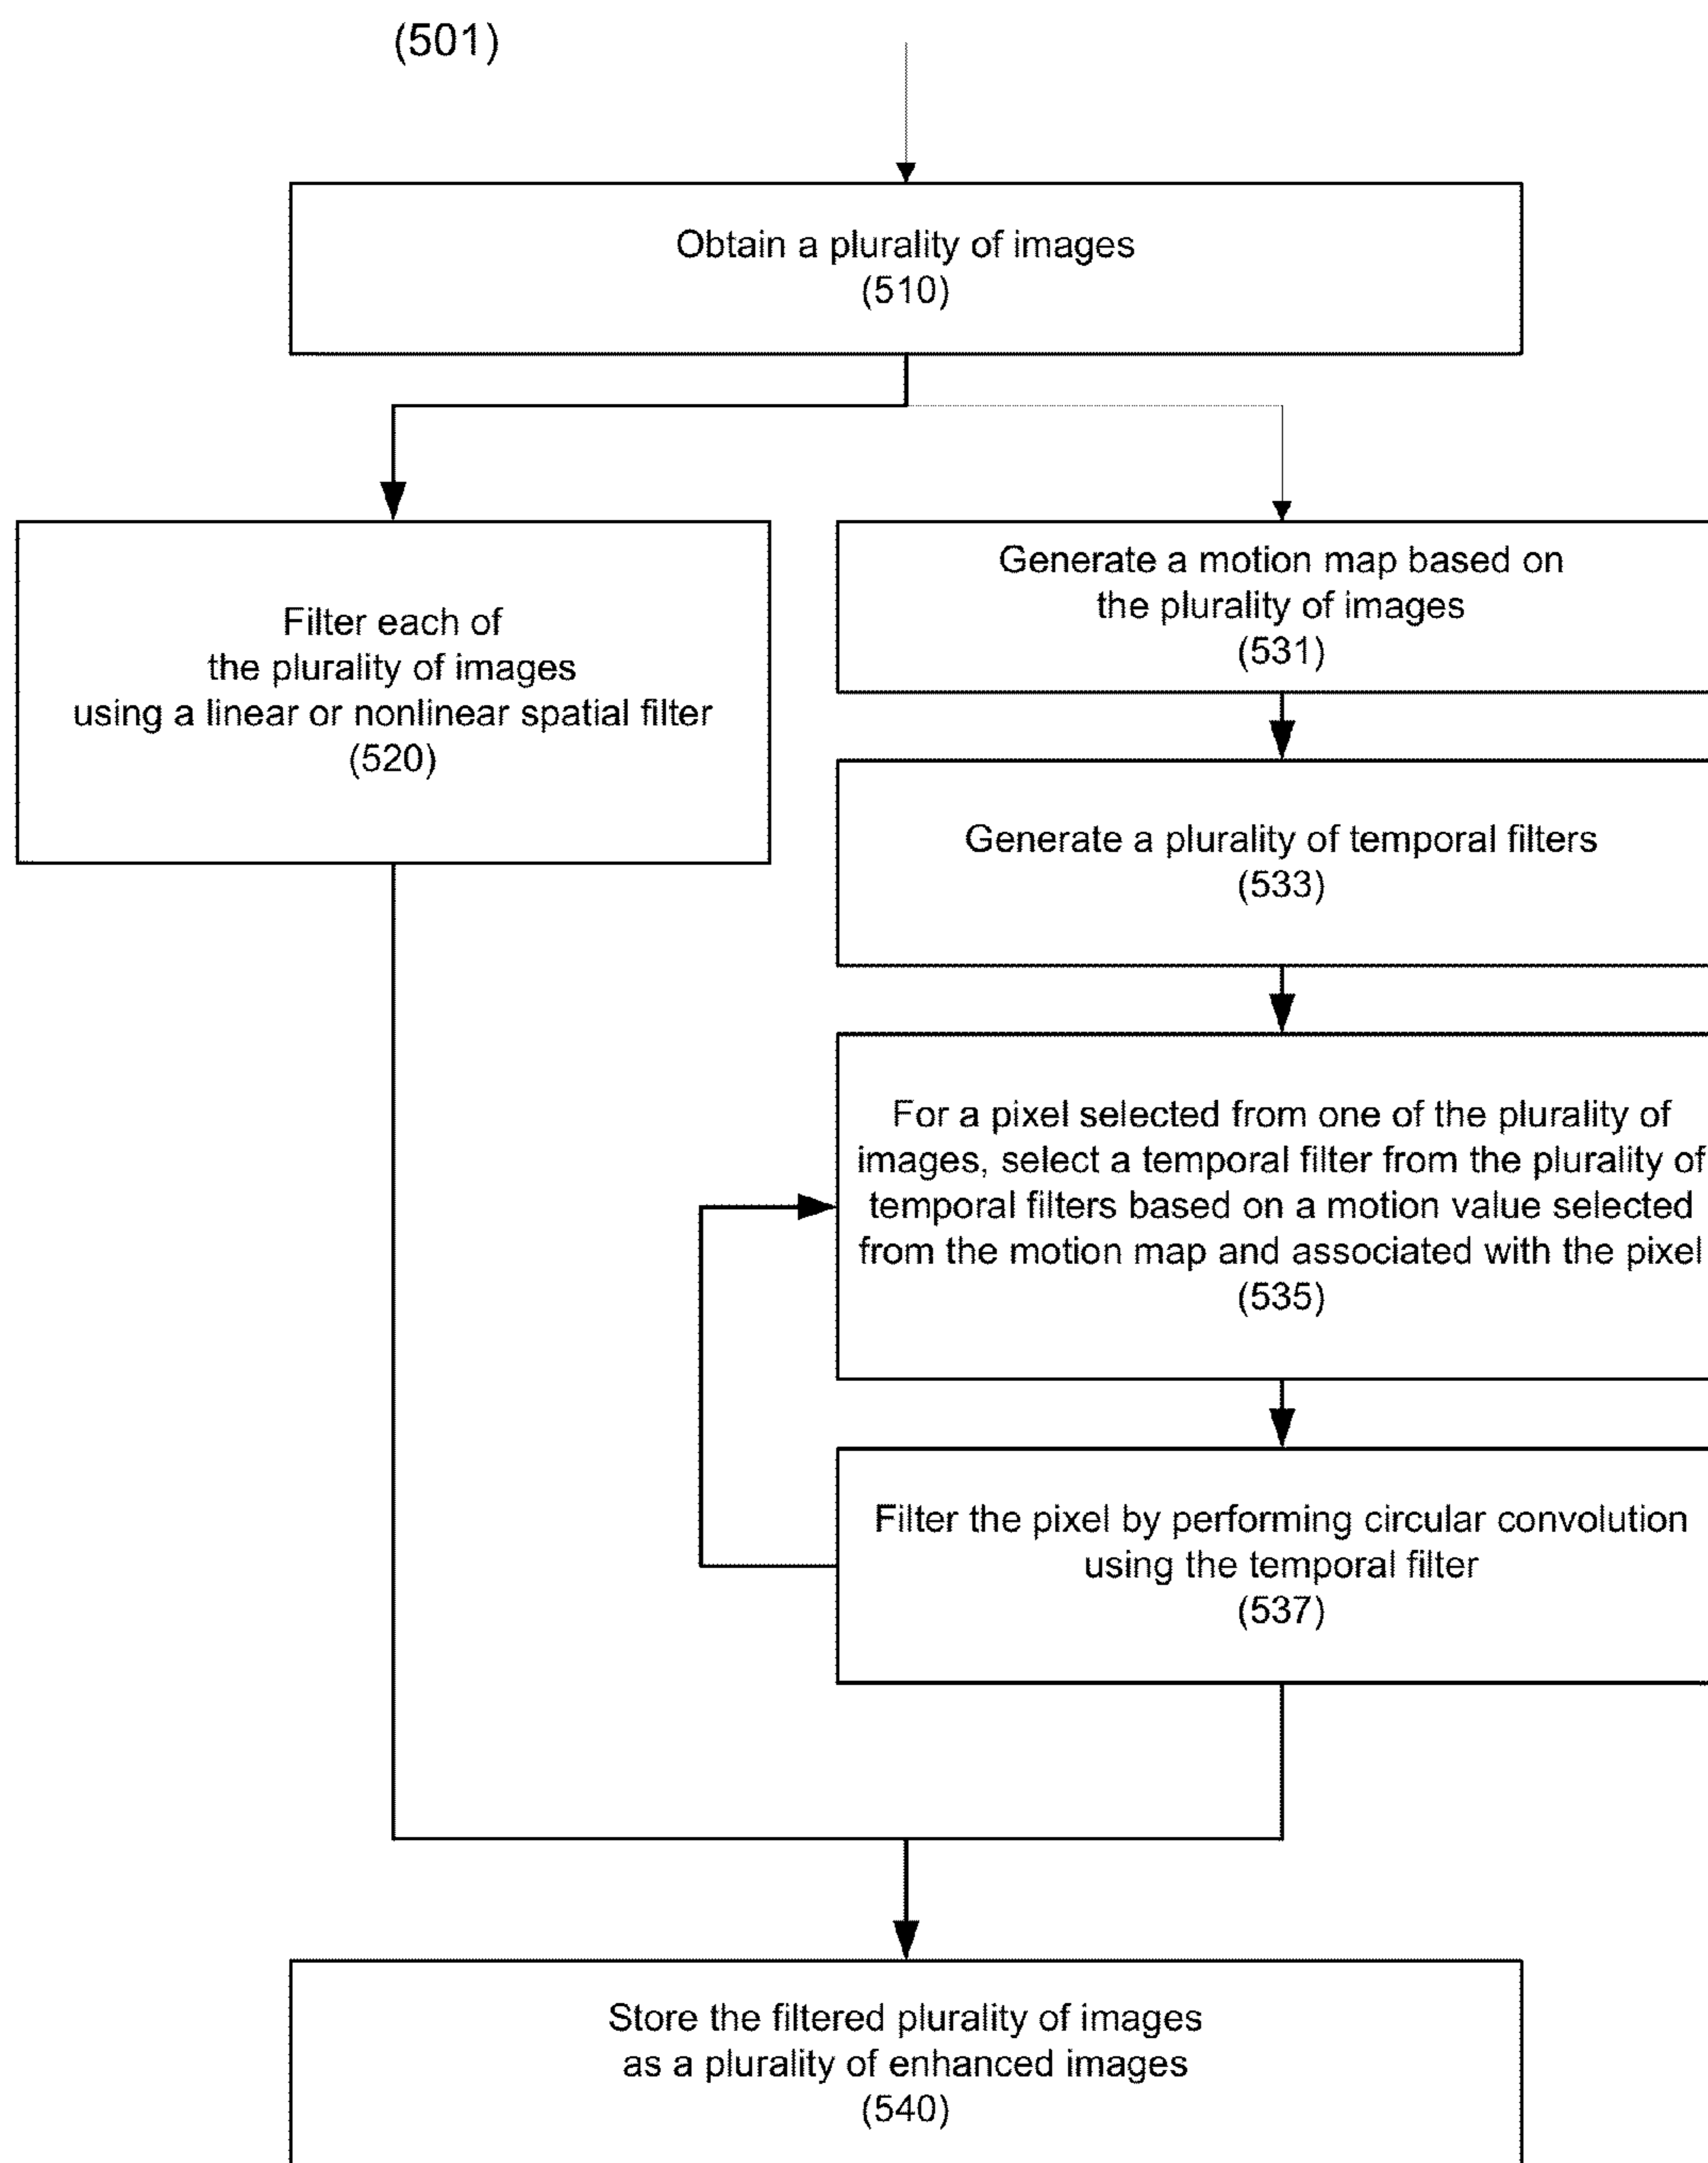 (501)
Obtain a plurality of images
(510)
Filter each of
the plurality of images
using a linear or nonlinear spatial filter
(520)
Generate a motion map based on
the plurality of images
(531)
Generate a plurality of temporal filters
(533)
For a pixel selected from one of the plurality of
images, select a temporal filter from the plurality of
temporal filters based on a motion value selected
from the motion map and associated with the pixel
(535)
Filter the pixel by performing circular convolution
using the temporal filter
(537)
Store the filtered plurality of images
as a plurality of enhanced images
(540)